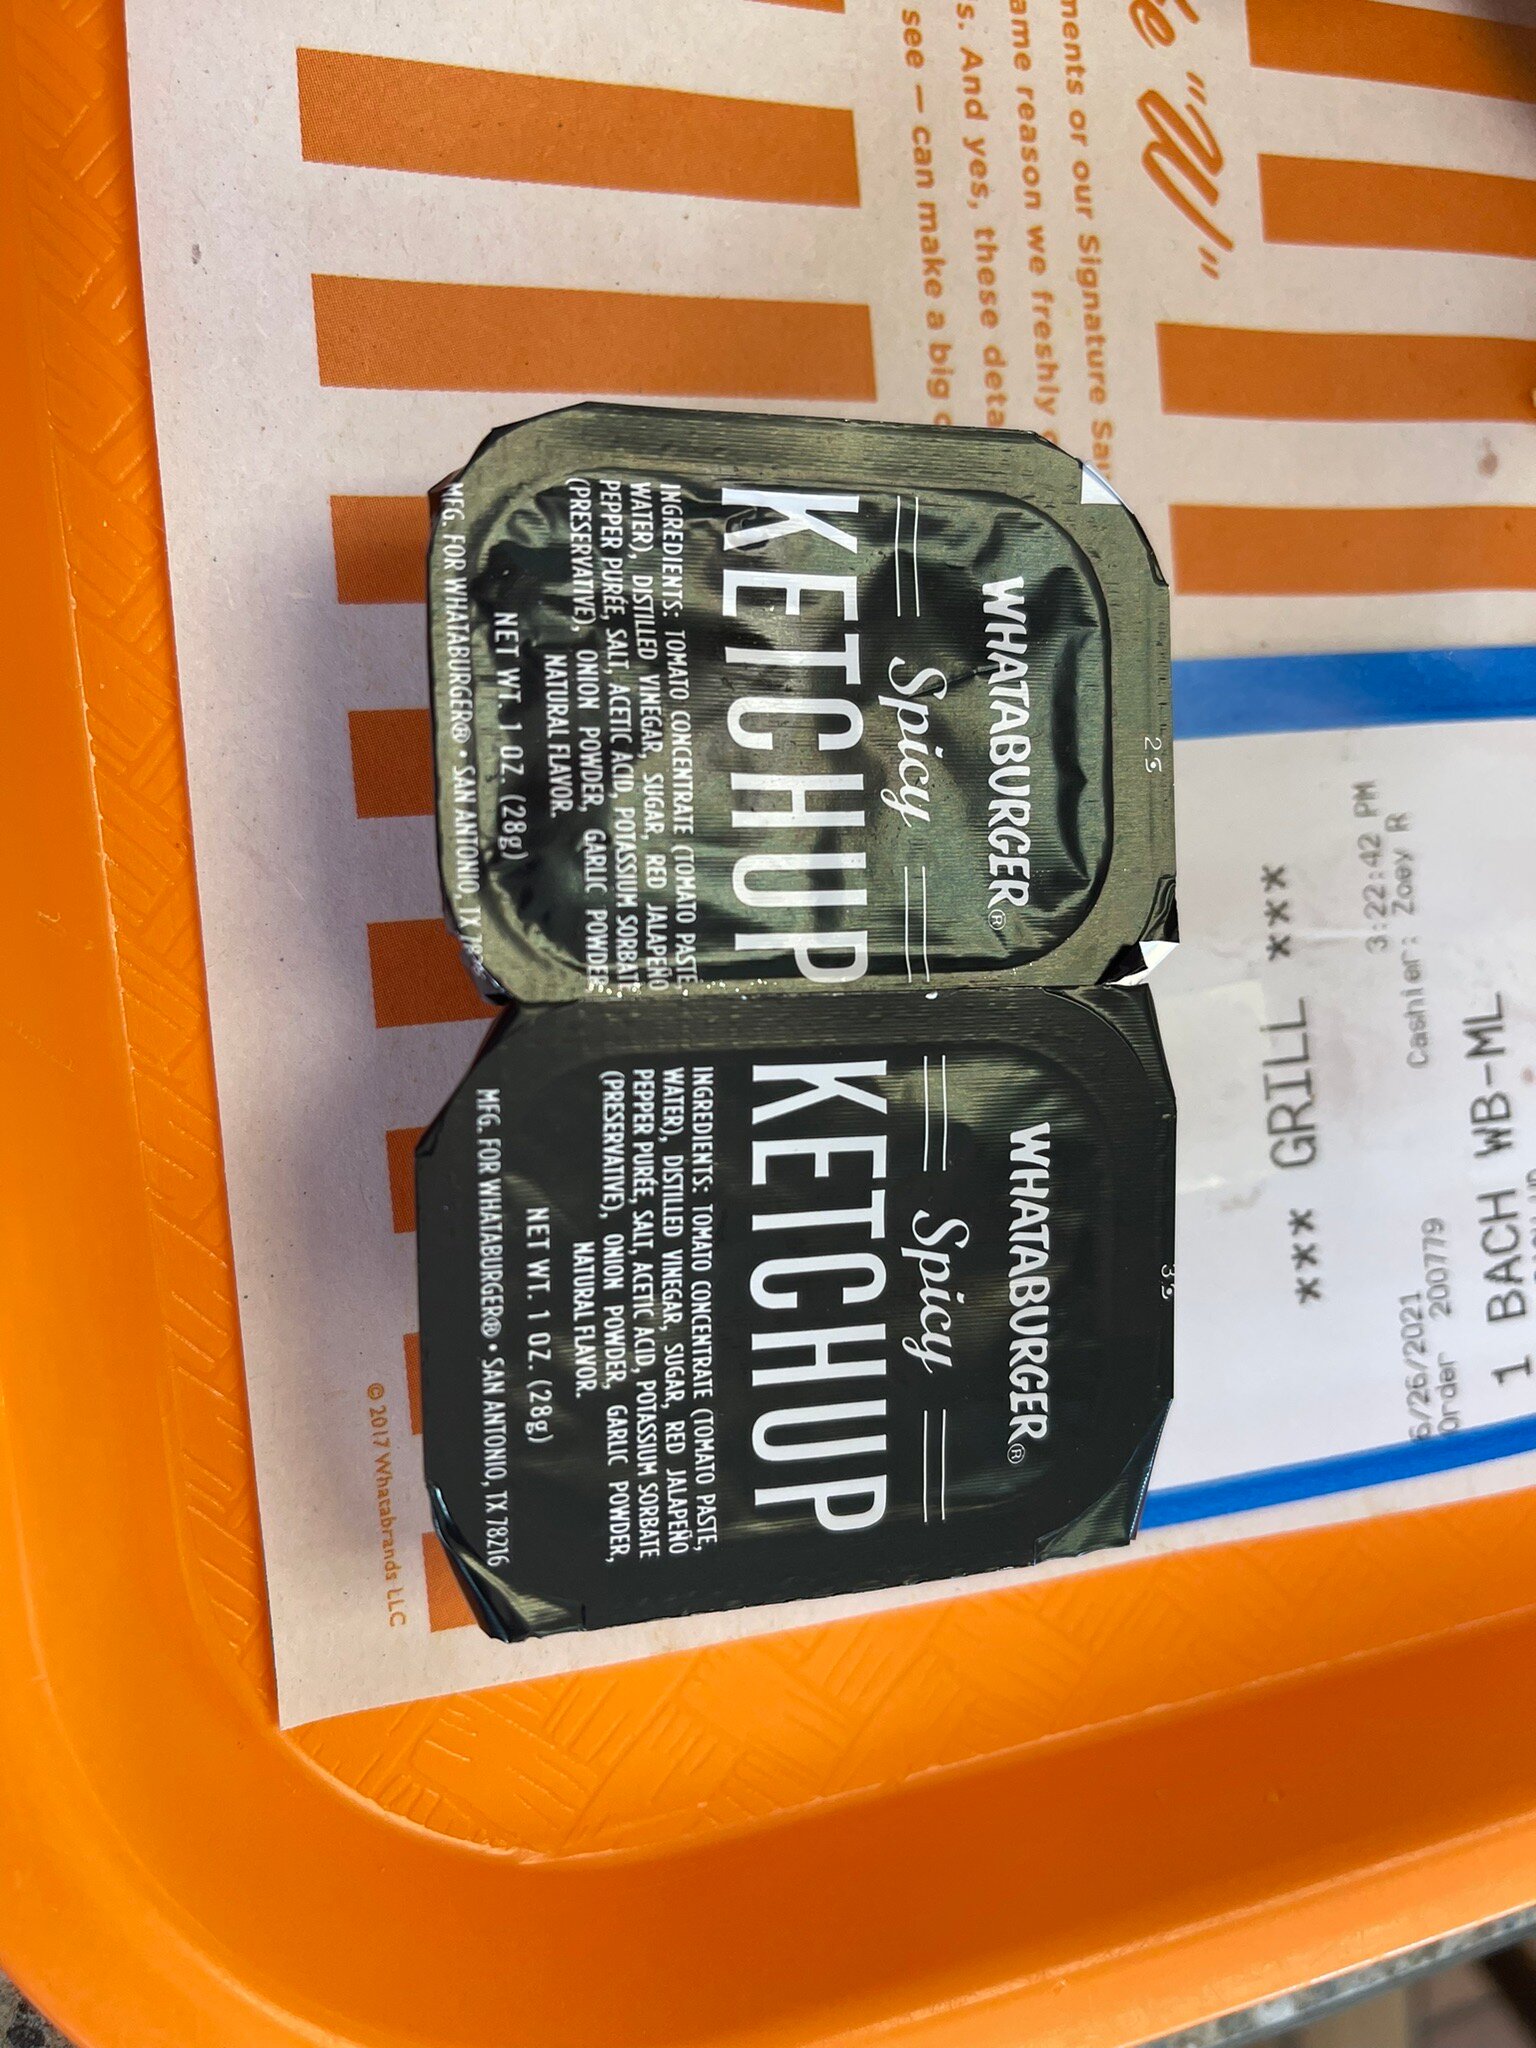 "W"
ments or our Signature
ame reason we freshly
s. And yes, these
see – can make a big
25
WHATABURGER®
Spicy
KETCHUP
INGREDIENTS: TOMATO CONCENTRATE (TOMATO PASTE,
WATER), DISTILLED VINEGAR, SUGAR, RED JALAPEÑO
PEPPER PURÉE, SALT, ACETIC ACID, POTASSIUM SORBATE
(PRESERVATIVE), ONION POWDER, GARLIC POWDER,
NATURAL FLAVOR.
NET WT. 1 OZ. (28g)
MFG. FOR WHATABURGER® • SAN ANTONIO, TX
WHATABURGER®
Spicy
KETCHUP
INGREDIENTS: TOMATO CONCENTRATE (TOMATO PASTE,
WATER), DISTILLED VINEGAR, SUGAR, RED JALAPEÑO
PEPPER PURÉE, SALT, ACETIC ACID, POTASSIUM SORBATE
(PRESERVATIVE), ONION POWDER, GARLIC POWDER,
NATURAL FLAVOR.
NET WT. 1 OZ. (28g)
MFG. FOR WHATABURGER® • SAN ANTONIO, TX 78216
1 BACH WB-ML
6/26/2021 Cashier: Zoey R
Order 200779 3:22:42 PM
*** GRILL ***
© 2017 Whatabrands LLC